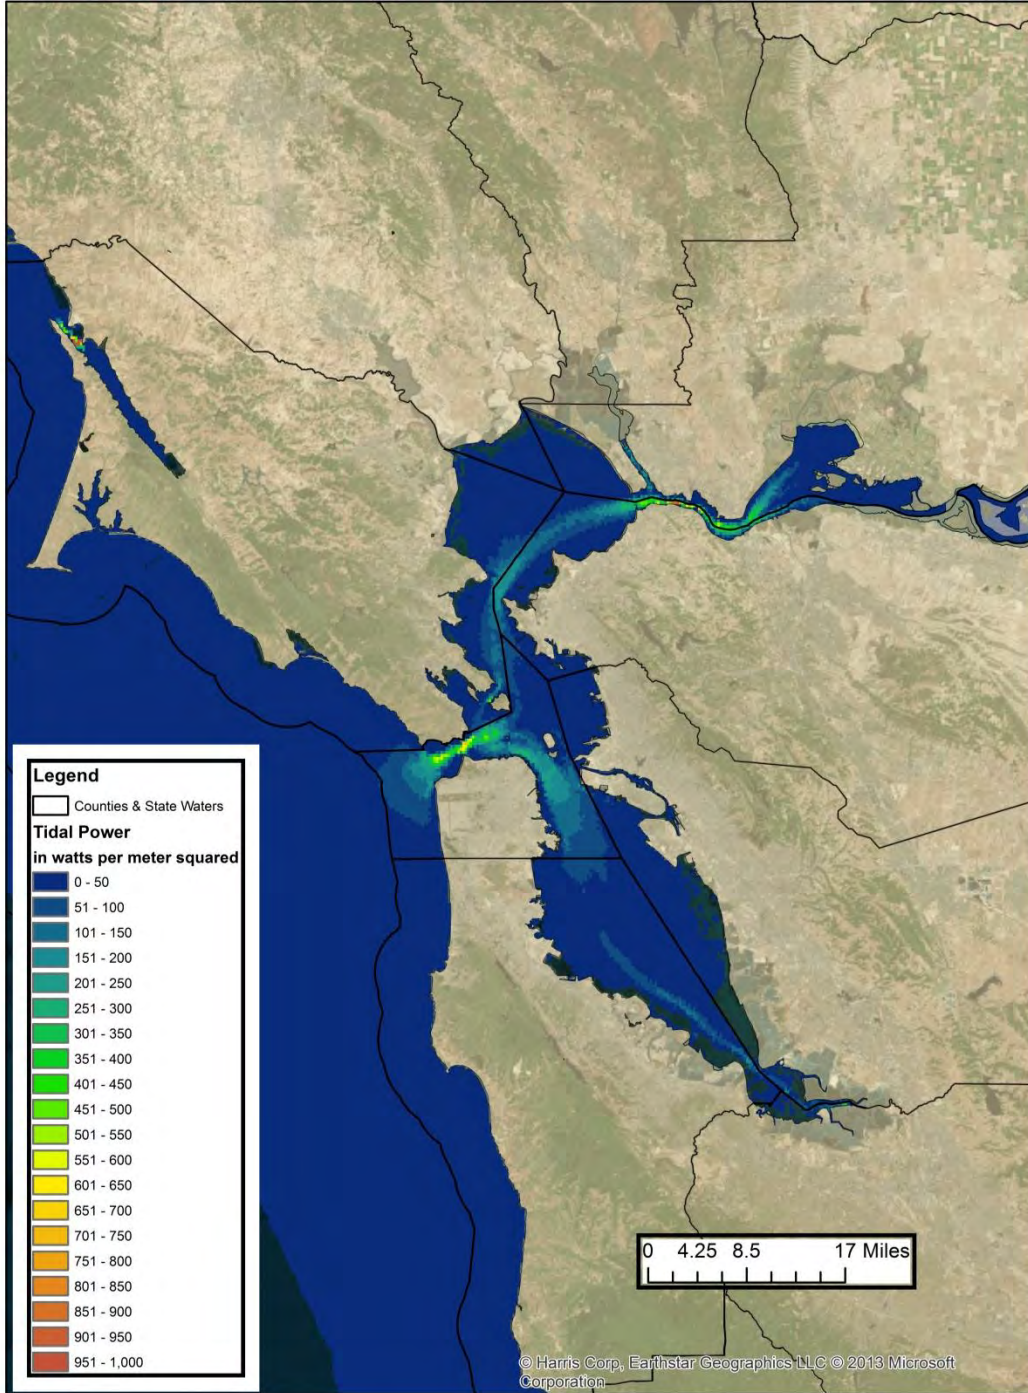 Legend
Counties & State Waters
Tidal Power
in watts per meter squared
0 - 50
51 - 100
101 - 150
151 - 200
201 - 250
251 - 300
301 - 350
351 - 400
401 - 450
451 - 500
501 - 550
551 - 600
601 - 650
651 - 700
701 - 750
751 - 800
801 - 850
851 - 900
901 - 950
951 - 1,000
0 4.25 8.5 17 Miles
© Harris Corp, Earthstar Geographics LLC © 2013 Microsoft
Corporation